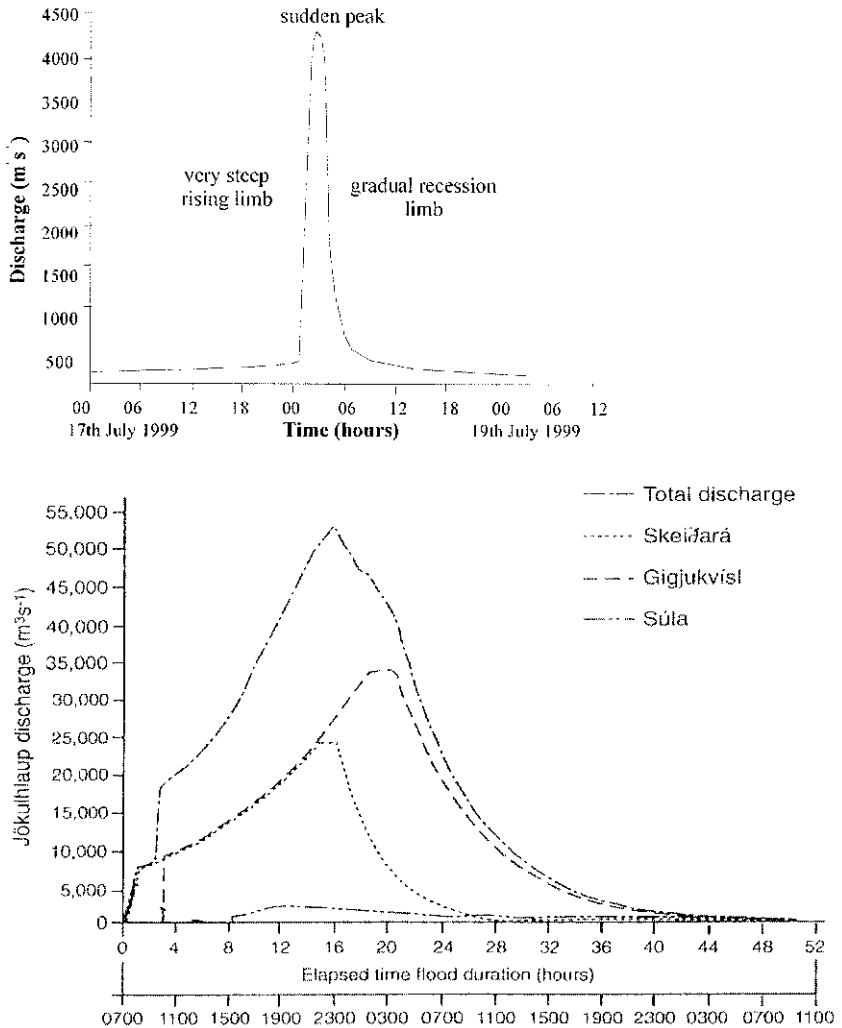 4500
sudden peak
4000
3500
3000
2500
2000
1500
1000
500
Discharge (m³s⁻
very steep
rising limb
gradual recession
limb
00 06 12 18 00 06 12 18 00 06 12
17th July 1999
Time (hours)
19th July 1999
55,000
50,000
45,000
40,000
35,000
30,000
25,000
20,000
15,000
10,000
5,000
0
Jökulhlaup discharge (m³s-¹)
Total discharge
Skeiðará
Gigjukvísl
Súla
0 4 8 12 16 20 24 28 32 36 40 44 48 52
Elapsed time flood duration (hours)
0700 1100 1500 1900 2300 0300 0700 1100 1500 1900 2300 0300 0700 1100